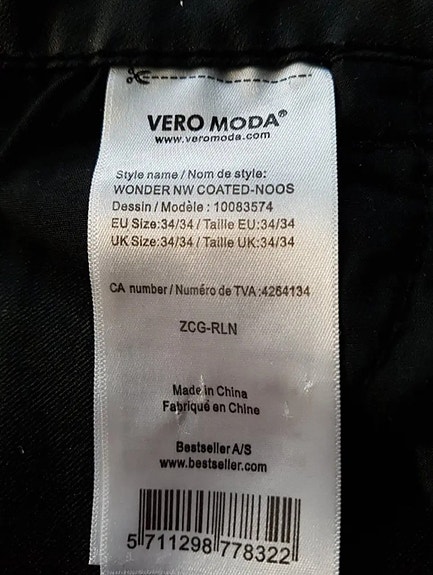 VERO MODA®
www.veromoda.com
Style name / Nom de style:
WONDER NW COATED-NOOS
Dessin / Modèle : 10083574
EU Size:34/34 / Taille EU:34/34
UK Size:34/34 / Taille UK:34/34
CA number / Numéro de TVA :4264134
ZCG-RLN
Made in China
Fabriqué en Chine
Bestseller A/S
www.bestseller.com
5 711298 778322